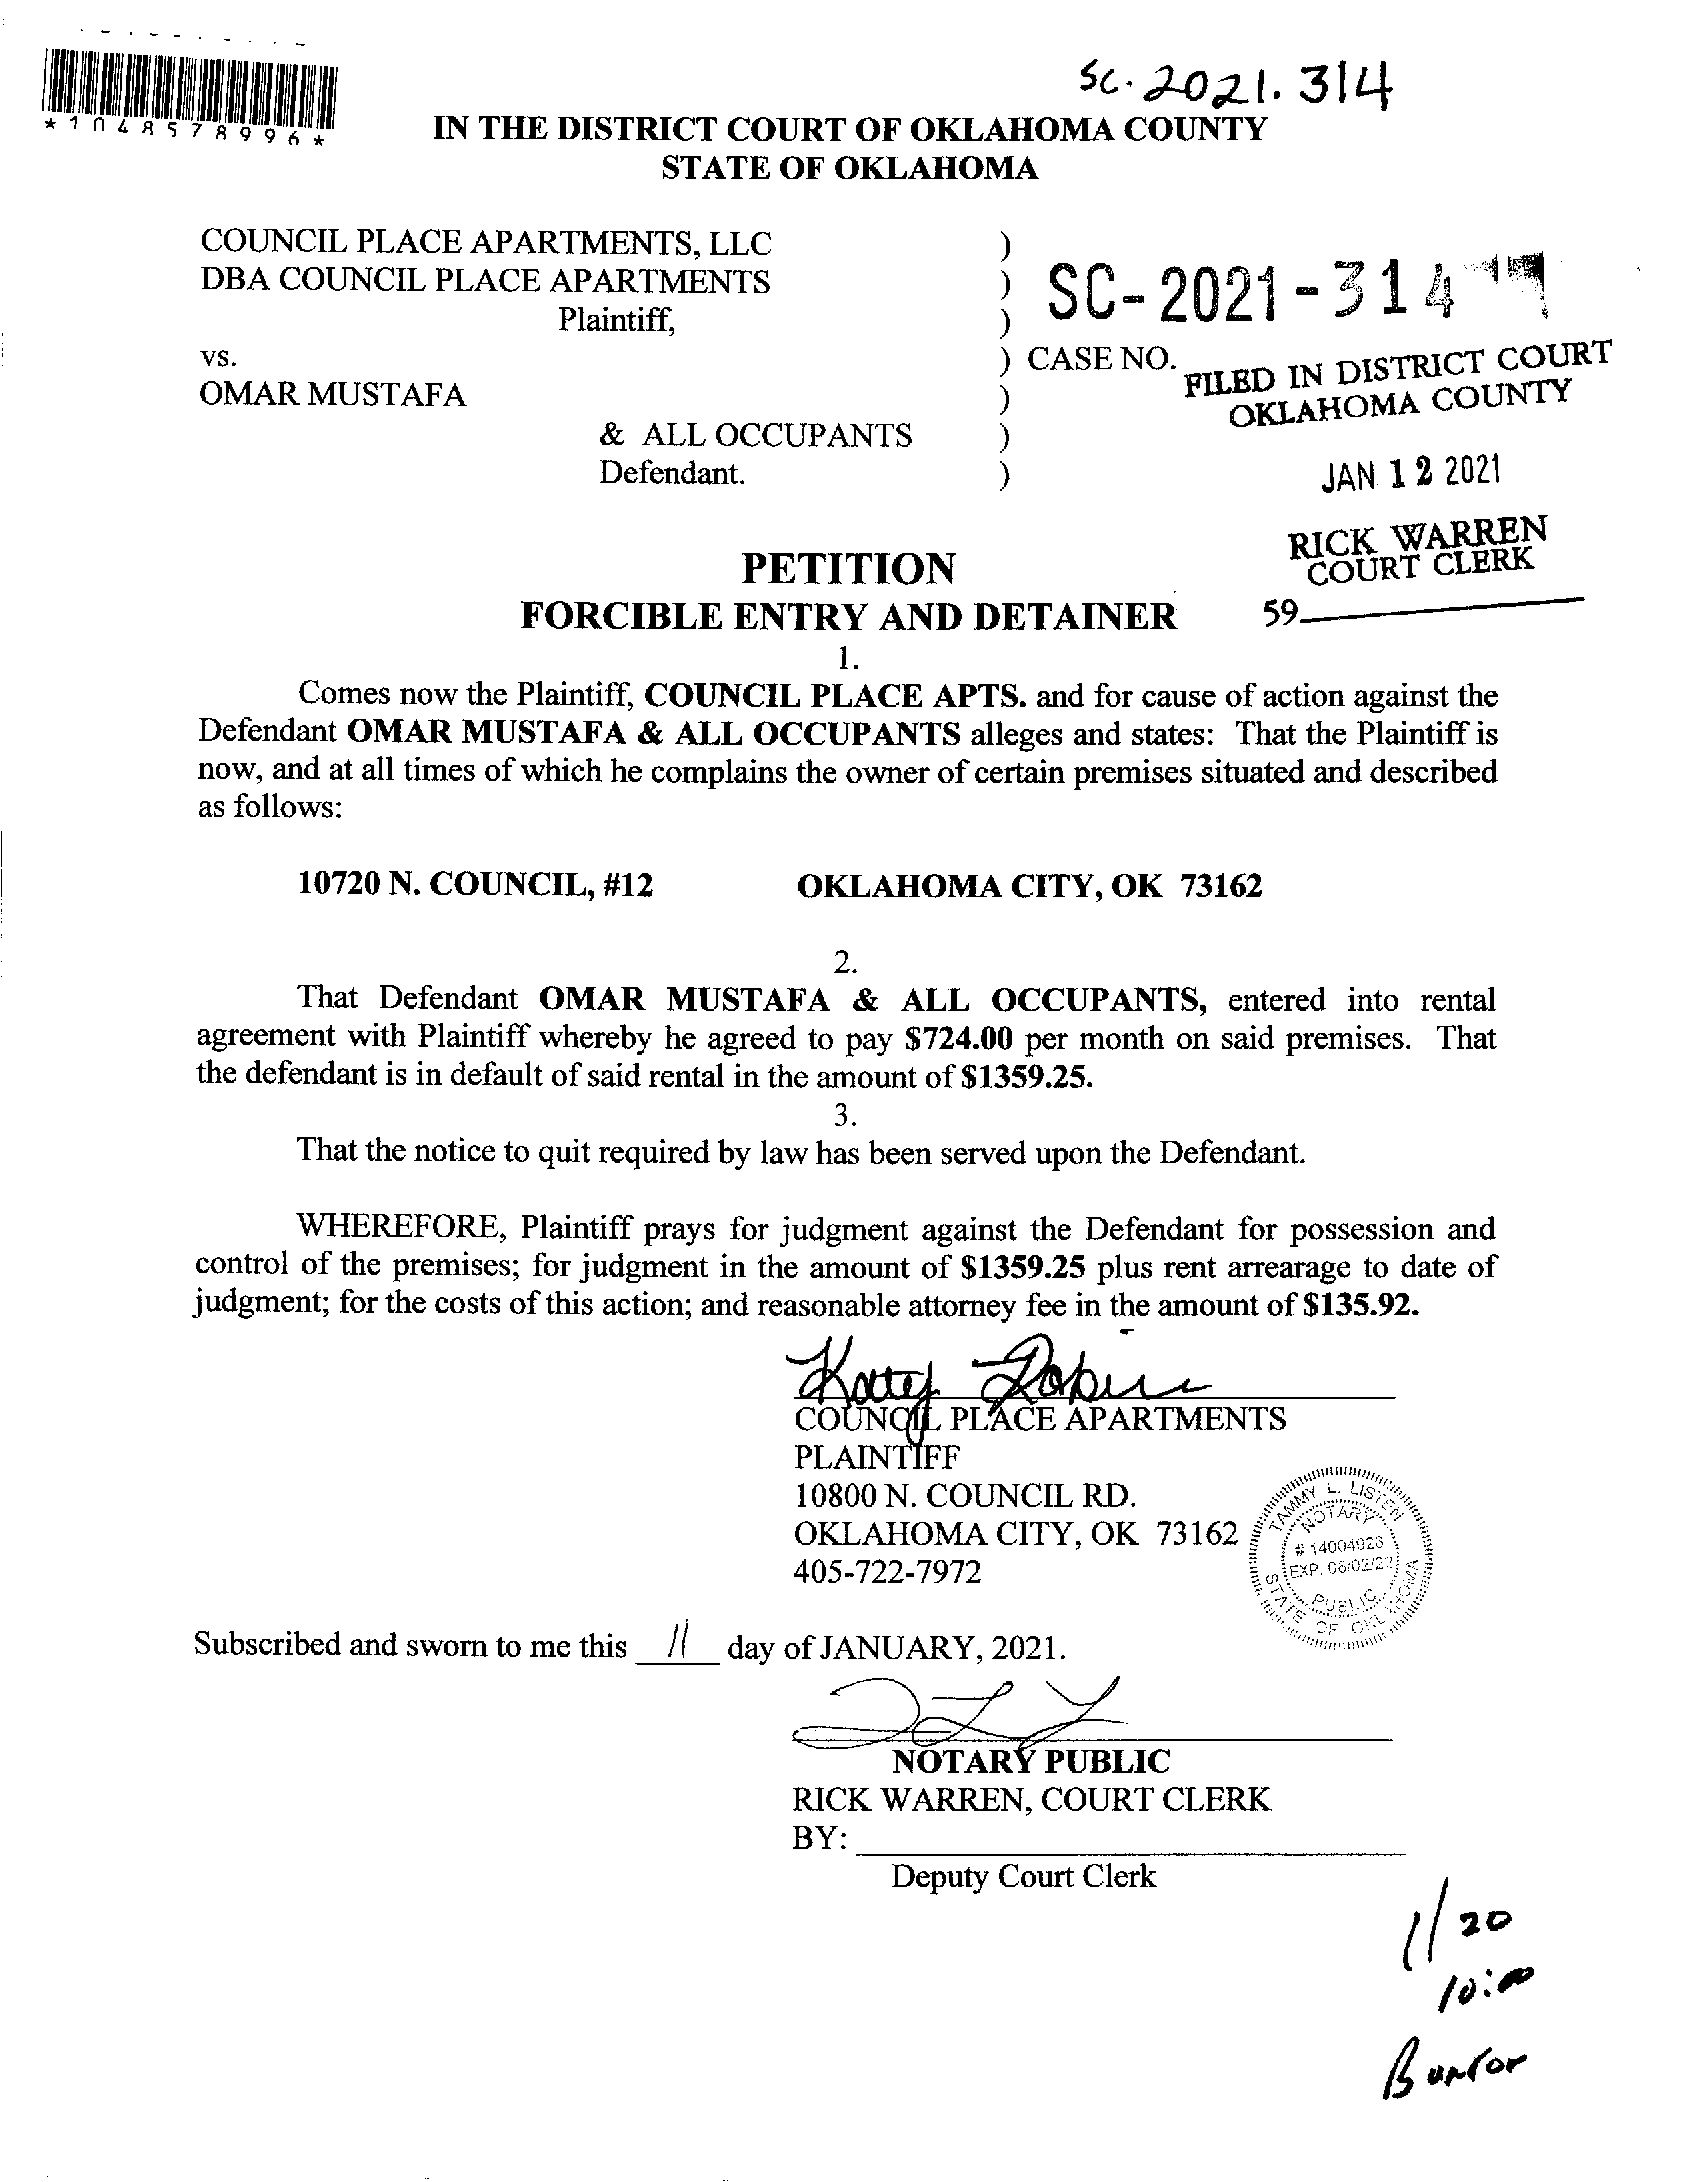 SC.2021.314
*1048578996*
IN THE DISTRICT COURT OF OKLAHOMA COUNTY
STATE OF OKLAHOMA
COUNCIL PLACE APARTMENTS, LLC )
DBA COUNCIL PLACE APARTMENTS )
Plaintiff, )
SC-2021-314
vs. ) CASE NO.
OMAR MUSTAFA )
& ALL OCCUPANTS )
Defendant. )
FILED IN DISTRICT COURT
OKLAHOMA COUNTY
JAN 12 2021
RICK WARREN
COURT CLERK
59
PETITION
FORCIBLE ENTRY AND DETAINER
1.
Comes now the Plaintiff, COUNCIL PLACE APTS. and for cause of action against the
Defendant OMAR MUSTAFA & ALL OCCUPANTS alleges and states: That the Plaintiff is
now, and at all times of which he complains the owner of certain premises situated and described
as follows:
10720 N. COUNCIL, #12 OKLAHOMA CITY, OK 73162
2.
That Defendant OMAR MUSTAFA & ALL OCCUPANTS, entered into rental
agreement with Plaintiff whereby he agreed to pay $724.00 per month on said premises. That
the defendant is in default of said rental in the amount of $1359.25.
3.
That the notice to quit required by law has been served upon the Defendant.
WHEREFORE, Plaintiff prays for judgment against the Defendant for possession and
control of the premises; for judgment in the amount of $1359.25 plus rent arrearage to date of
judgment; for the costs of this action; and reasonable attorney fee in the amount of $135.92.
Katy
COUNCIL PLACE APARTMENTS
PLAINTIFF
10800 N. COUNCIL RD.
OKLAHOMA CITY, OK 73162
405-722-7972
TAMMY L. LISTEN
NOTARY
# 14004926
EXP. 06/02/22
PUBLIC
STATE OF OKLAHOMA
Subscribed and sworn to me this 11 day of JANUARY, 2021.
NOTARY PUBLIC
RICK WARREN, COURT CLERK
BY:
Deputy Court Clerk
1/20
10:00